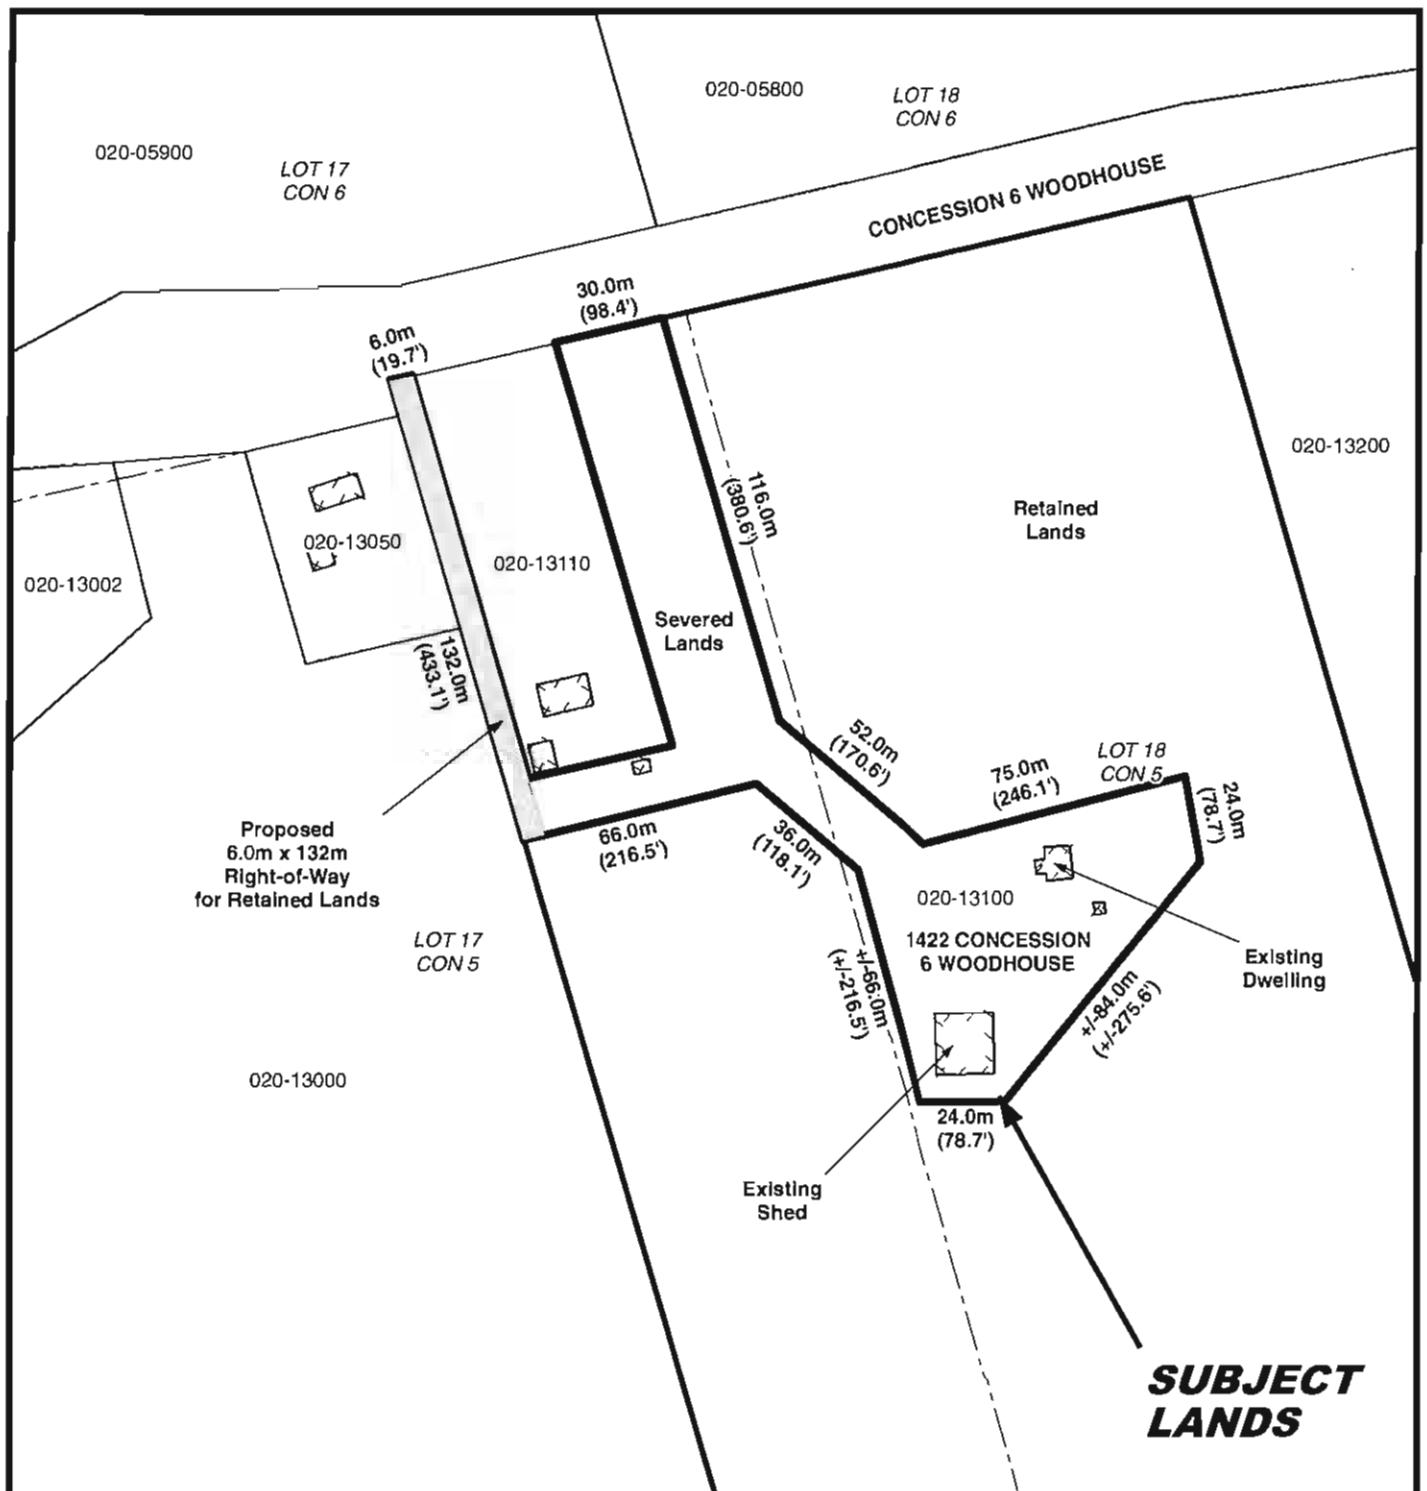 020-05800
LOT 18
CON 6
020-05900
LOT 17
CON 6
CONCESSION 6 WOODHOUSE
30.0m
(98.4')
6.0m
(19.7')
020-13200
116.0m
(380.6')
Retained
Lands
020-13050
020-13110
020-13002
Severed
Lands
132.0m
(433.1')
52.0m
(170.6')
LOT 18
CON 5
75.0m
(246.1')
24.0m
(78.7')
Proposed
6.0m x 132m
Right-of-Way
for Retained Lands
66.0m
(216.5')
36.0m
(118.1')
020-13100
1422 CONCESSION
6 WOODHOUSE
LOT 17
CON 5
Existing
Dwelling
+/-66.0m
(+/-216.5')
+/-84.0m
(+/-275.6')
020-13000
24.0m
(78.7')
Existing
Shed
SUBJECT
LANDS